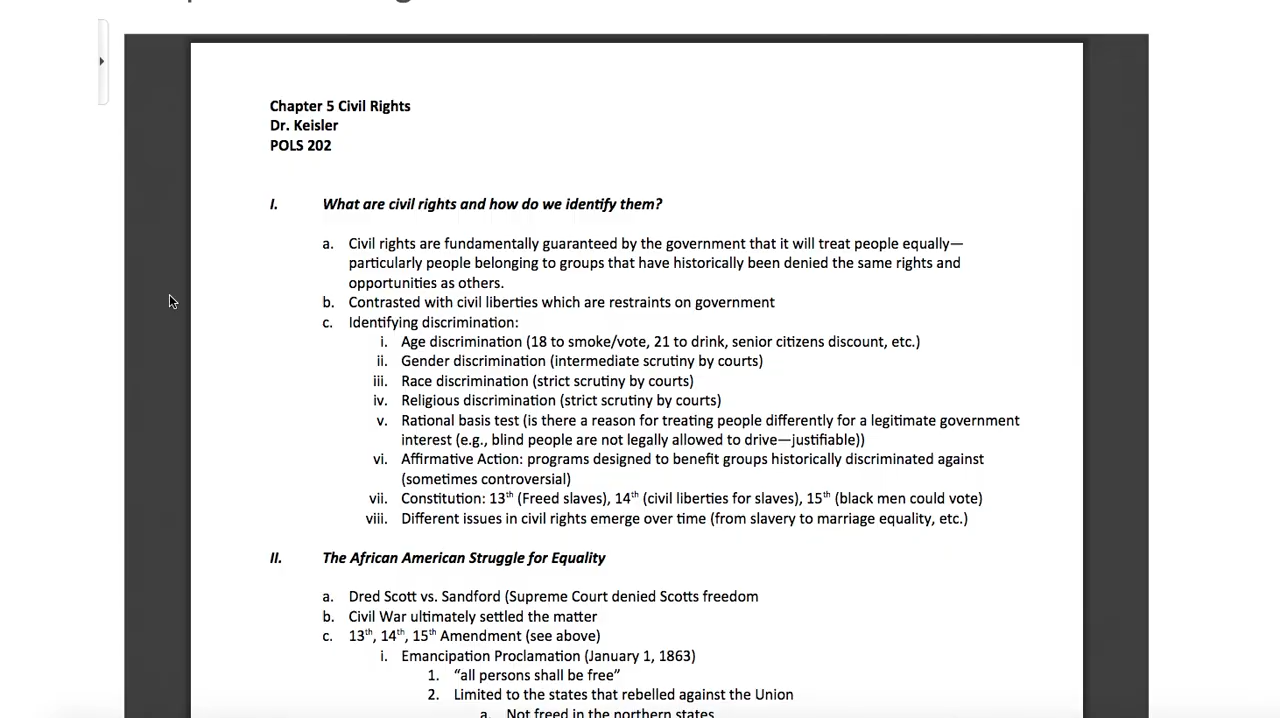 Chapter 5 Civil Rights
Dr. Keisler
POLS 202
I. What are civil rights and how do we identify them?
a. Civil rights are fundamentally guaranteed by the government that it will treat people equally—
particularly people belonging to groups that have historically been denied the same rights and
opportunities as others.
b. Contrasted with civil liberties which are restraints on government
c. Identifying discrimination:
i. Age discrimination (18 to smoke/vote, 21 to drink, senior citizens discount, etc.)
ii. Gender discrimination (intermediate scrutiny by courts)
iii. Race discrimination (strict scrutiny by courts)
iv. Religious discrimination (strict scrutiny by courts)
v. Rational basis test (is there a reason for treating people differently for a legitimate government
interest (e.g., blind people are not legally allowed to drive—justifiable))
vi. Affirmative Action: programs designed to benefit groups historically discriminated against
(sometimes controversial)
vii. Constitution: 13th (Freed slaves), 14th (civil liberties for slaves), 15th (black men could vote)
viii. Different issues in civil rights emerge over time (from slavery to marriage equality, etc.)
II. The African American Struggle for Equality
a. Dred Scott vs. Sandford (Supreme Court denied Scotts freedom
b. Civil War ultimately settled the matter
c. 13th, 14th, 15th Amendment (see above)
i. Emancipation Proclamation (January 1, 1863)
1. “all persons shall be free”
2. Limited to the states that rebelled against the Union
a. Not freed in the northern states